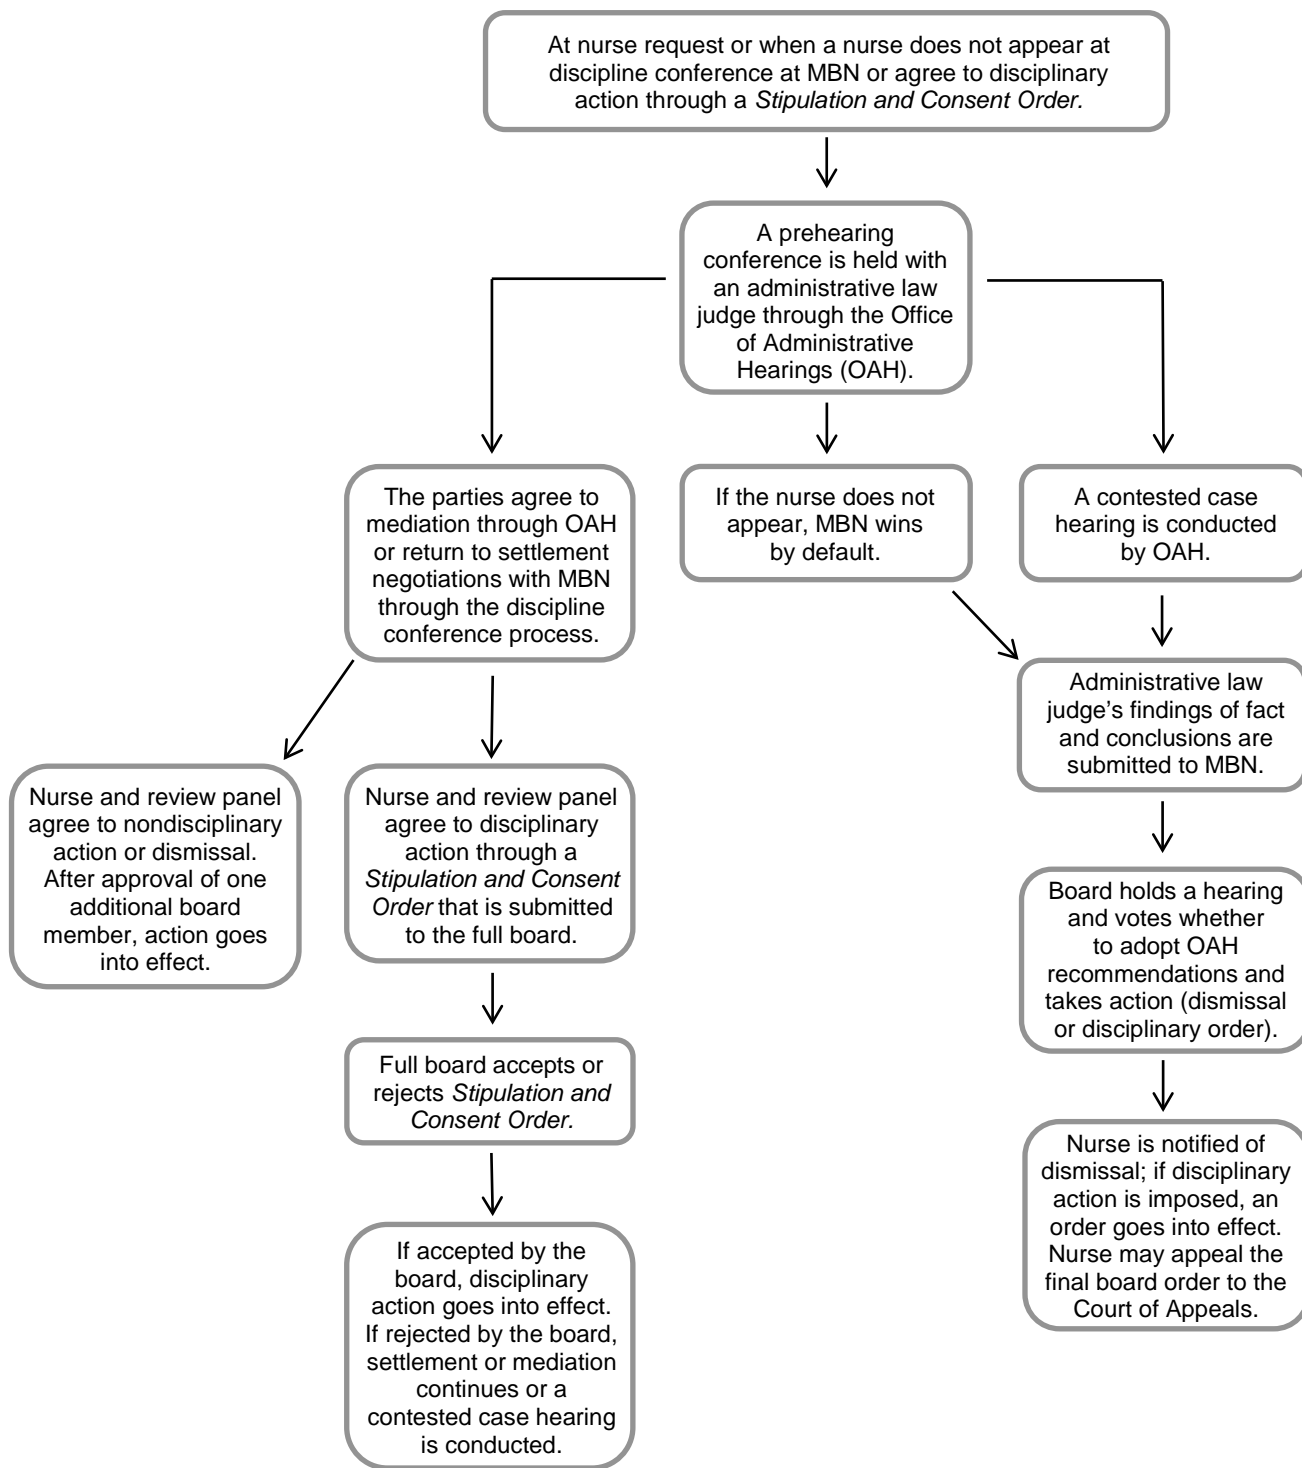 At nurse request or when a nurse does not appear at
discipline conference at MBN or agree to disciplinary
action through a Stipulation and Consent Order.
A prehearing
conference is held with
an administrative law
judge through the Office
of Administrative
Hearings (OAH).
The parties agree to
mediation through OAH
or return to settlement
negotiations with MBN
through the discipline
conference process.
If the nurse does not
appear, MBN wins
by default.
A contested case
hearing is conducted
by OAH.
Administrative law
judge’s findings of fact
and conclusions are
submitted to MBN.
Nurse and review panel
agree to nondisciplinary
action or dismissal.
After approval of one
additional board
member, action goes
into effect.
Nurse and review panel
agree to disciplinary
action through a
Stipulation and Consent
Order that is submitted
to the full board.
Board holds a hearing
and votes whether
to adopt OAH
recommendations and
takes action (dismissal
or disciplinary order).
Full board accepts or
rejects Stipulation and
Consent Order.
Nurse is notified of
dismissal; if disciplinary
action is imposed, an
order goes into effect.
Nurse may appeal the
final board order to the
Court of Appeals.
If accepted by the
board, disciplinary
action goes into effect.
If rejected by the board,
settlement or mediation
continues or a
contested case hearing
is conducted.